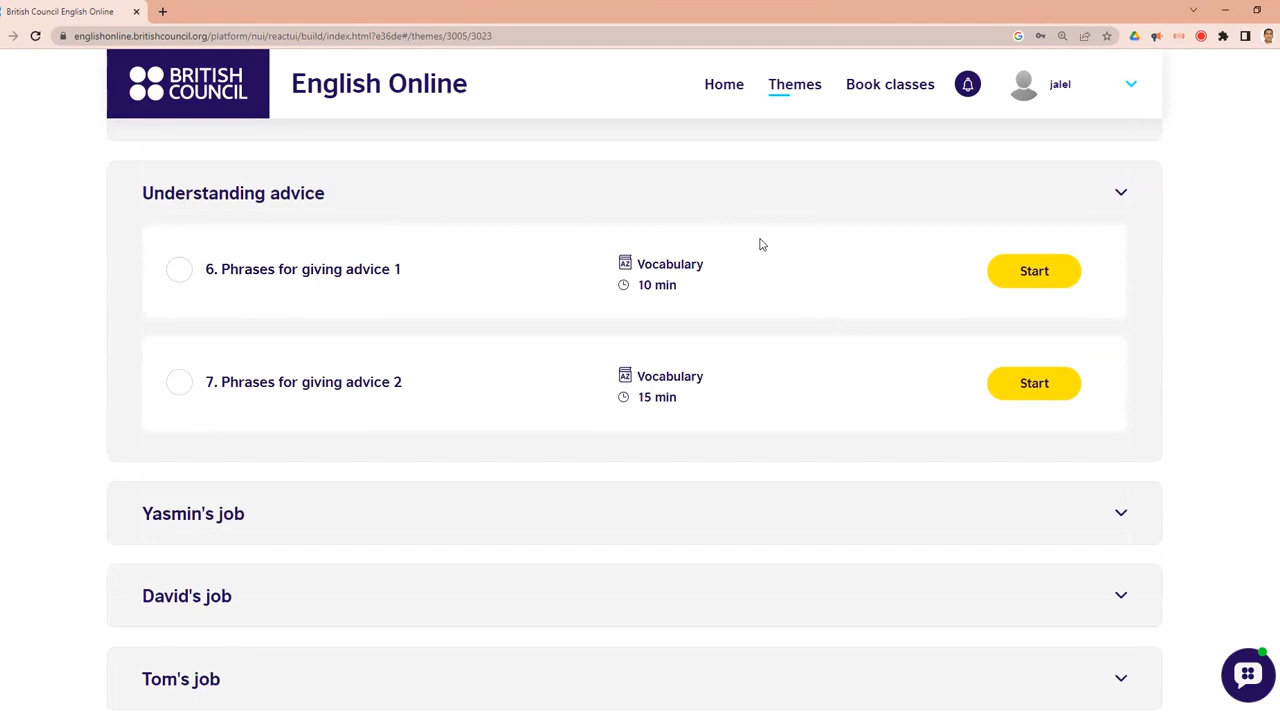 British Council English Online
englishonline.britishcouncil.org/platform/nui/reactui/build/index.html?e36de#/themes/3005/3023
BRITISH
COUNCIL
English Online
Home
Themes
Book classes
jalel
Understanding advice
6. Phrases for giving advice 1
Vocabulary
10 min
Start
7. Phrases for giving advice 2
Vocabulary
15 min
Start
Yasmin's job
David's job
Tom's job